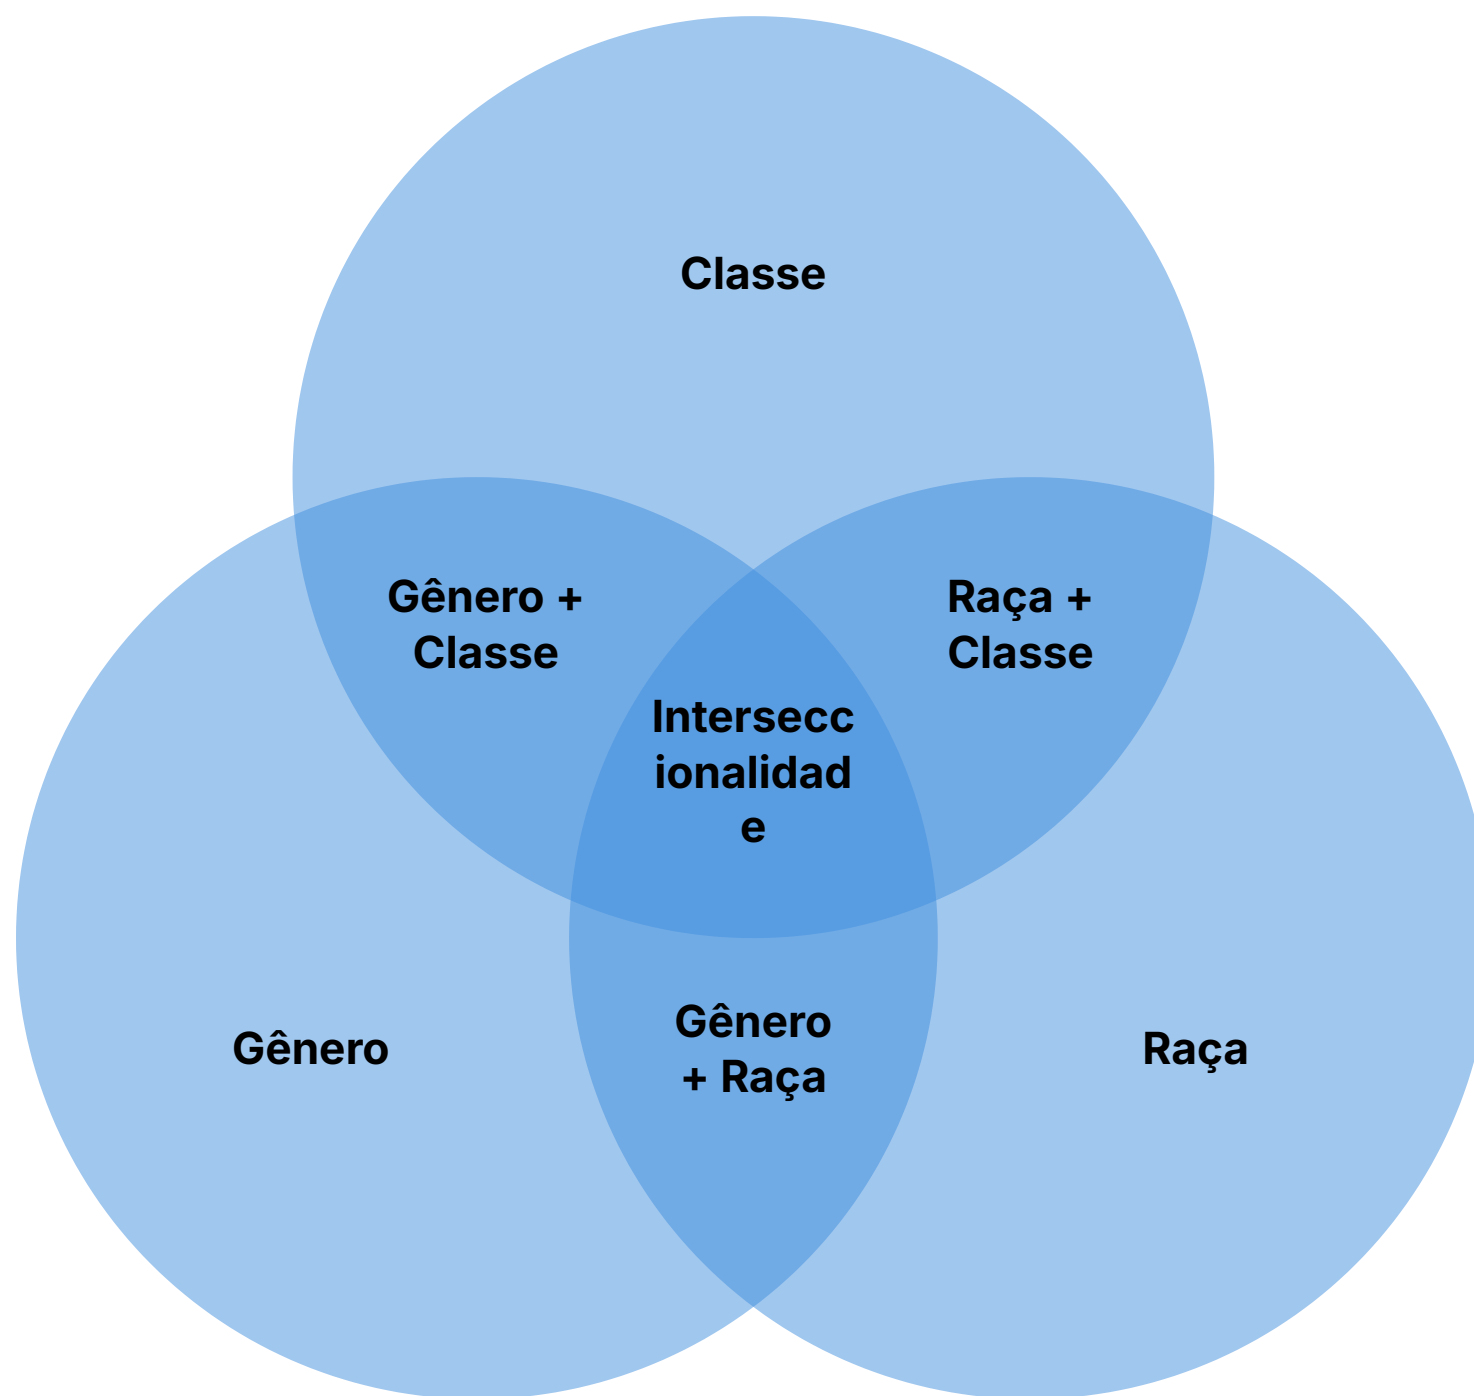 Classe
Gênero +
Classe
Raça +
Classe
Intersecc
ionalidad
e
Gênero
Gênero
+ Raça
Raça